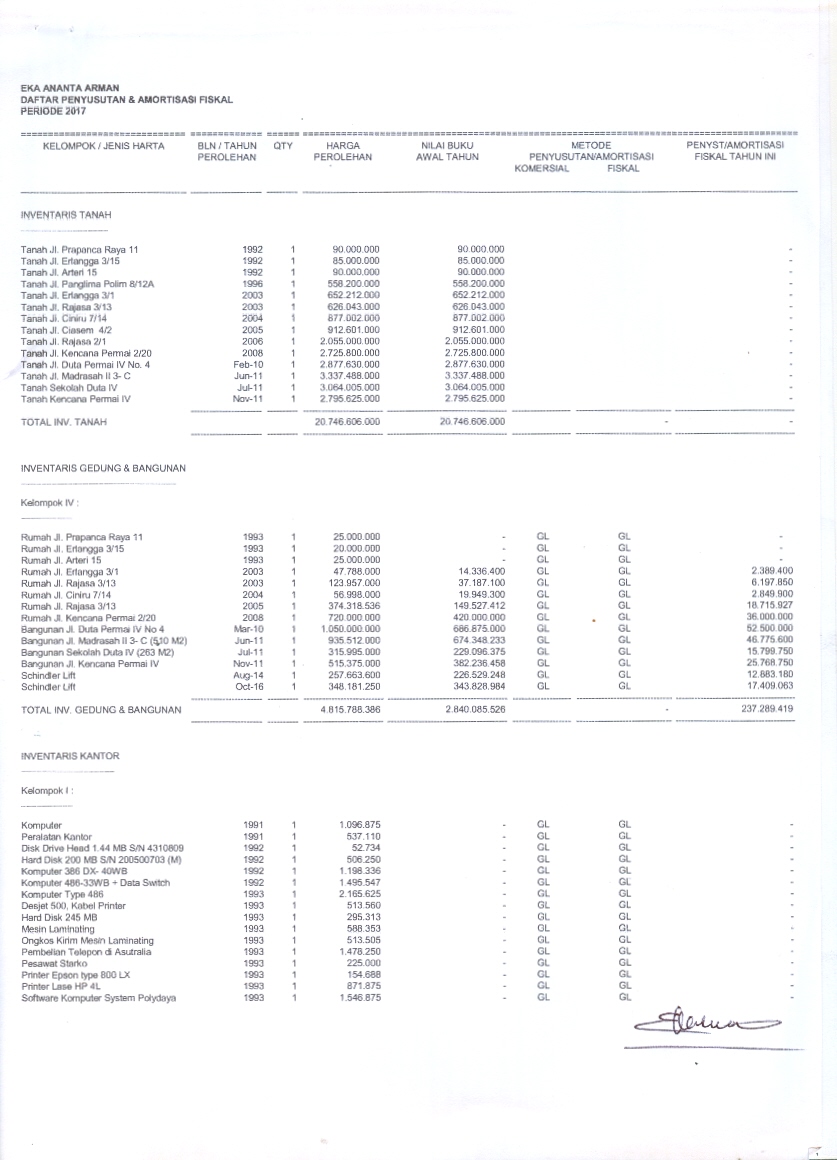 EKA ANANTA ARMAN
DAFTAR PENYUSUTAN & AMORTISASI FISKAL
PERIODE 2017
KELOMPOK / JENIS HARTA BLN / TAHUN QTY HARGA NILAI BUKU METODE PENYST/AMORTISASI
PEROLEHAN PEROLEHAN AWAL TAHUN PENYUSUTAN/AMORTISASI FISKAL TAHUN INI
KOMERSIAL FISKAL
INVENTARIS TANAH
Tanah Jl. Prapanca Raya 11 1992 1 90.000.000 90.000.000 -
Tanah Jl. Erlangga 3/15 1992 1 85.000.000 85.000.000 -
Tanah Jl. Arteri 15 1992 1 90.000.000 90.000.000 -
Tanah Jl. Panglima Polim 8/12A 1996 1 558.200.000 558.200.000 -
Tanah Jl. Erlangga 3/1 2003 1 652.212.000 652.212.000 -
Tanah Jl. Rajasa 3/13 2003 1 626.043.000 626.043.000 -
Tanah Jl. Ciniru 7/14 2004 1 877.002.000 877.002.000 -
Tanah Jl. Ciasem 4/2 2005 1 912.601.000 912.601.000 -
Tanah Jl. Rajasa 2/1 2006 1 2.055.000.000 2.055.000.000 -
Tanah Jl. Kencana Permai 2/20 2008 1 2.725.800.000 2.725.800.000 -
Tanah Jl. Duta Permai IV No. 4 Feb-10 1 2.877.630.000 2.877.630.000 -
Tanah Jl. Madrasah II 3- C Jun-11 1 3.337.488.000 3.337.488.000 -
Tanah Sekolah Duta IV Jul-11 1 3.064.005.000 3.064.005.000 -
Tanah Kencana Permai IV Nov-11 1 2.795.625.000 2.795.625.000 -
TOTAL INV. TANAH 20.746.606.000 20.746.606.000 - -
INVENTARIS GEDUNG & BANGUNAN
Kelompok IV :
Rumah Jl. Prapanca Raya 11 1993 1 25.000.000 - GL GL -
Rumah Jl. Erlangga 3/15 1993 1 20.000.000 - GL GL -
Rumah Jl. Arteri 15 1993 1 25.000.000 - GL GL -
Rumah Jl. Erlangga 3/1 2003 1 47.788.000 14.336.400 GL GL 2.389.400
Rumah Jl. Rajasa 3/13 2003 1 123.957.000 37.187.100 GL GL 6.197.850
Rumah Jl. Ciniru 7/14 2004 1 56.998.000 19.949.300 GL GL 2.849.900
Rumah Jl. Rajasa 3/13 2005 1 374.318.536 149.527.412 GL GL 18.715.927
Rumah Jl. Kencana Permai 2/20 2008 1 720.000.000 420.000.000 GL GL 36.000.000
Bangunan Jl. Duta Permai IV No 4 Mar-10 1 1.050.000.000 686.875.000 GL GL 52.500.000
Bangunan Jl. Madrasah II 3- C (510 M2) Jun-11 1 935.512.000 674.348.233 GL GL 46.775.600
Bangunan Sekolah Duta IV (263 M2) Jul-11 1 315.995.000 229.096.375 GL GL 15.799.750
Bangunan Jl. Kencana Permai IV Nov-11 1 515.375.000 382.236.458 GL GL 25.768.750
Schindler Lift Aug-14 1 257.663.600 226.529.248 GL GL 12.883.180
Schindler Lift Oct-16 1 348.181.250 343.828.984 GL GL 17.409.063
TOTAL INV. GEDUNG & BANGUNAN 4.815.788.386 2.840.085.526 - 237.289.419
INVENTARIS KANTOR
Kelompok I :
Komputer 1991 1 1.096.875 - GL GL -
Peralatan Kantor 1991 1 537.110 - GL GL -
Disk Drive Head 1.44 MB S/N 4310809 1992 1 52.734 - GL GL -
Hard Disk 200 MB S/N 200500703 (M) 1992 1 506.250 - GL GL -
Komputer 386 DX- 40WB 1992 1 1.198.336 - GL GL -
Komputer 486-33WB + Data Switch 1992 1 1.495.547 - GL GL -
Komputer Type 486 1993 1 2.165.625 - GL GL -
Desjet 500, Kabel Printer 1993 1 513.560 - GL GL -
Hard Disk 245 MB 1993 1 295.313 - GL GL -
Mesin Laminating 1993 1 588.353 - GL GL -
Ongkos Kirim Mesin Laminating 1993 1 513.505 - GL GL -
Pembelian Telepon di Asutralia 1993 1 1.478.250 - GL GL -
Pesawat Starko 1993 1 225.000 - GL GL -
Printer Epson type 800 LX 1993 1 154.688 - GL GL -
Printer Lase HP 4L 1993 1 871.875 - GL GL -
Software Komputer System Polydaya 1993 1 1.546.875 - GL GL -
1